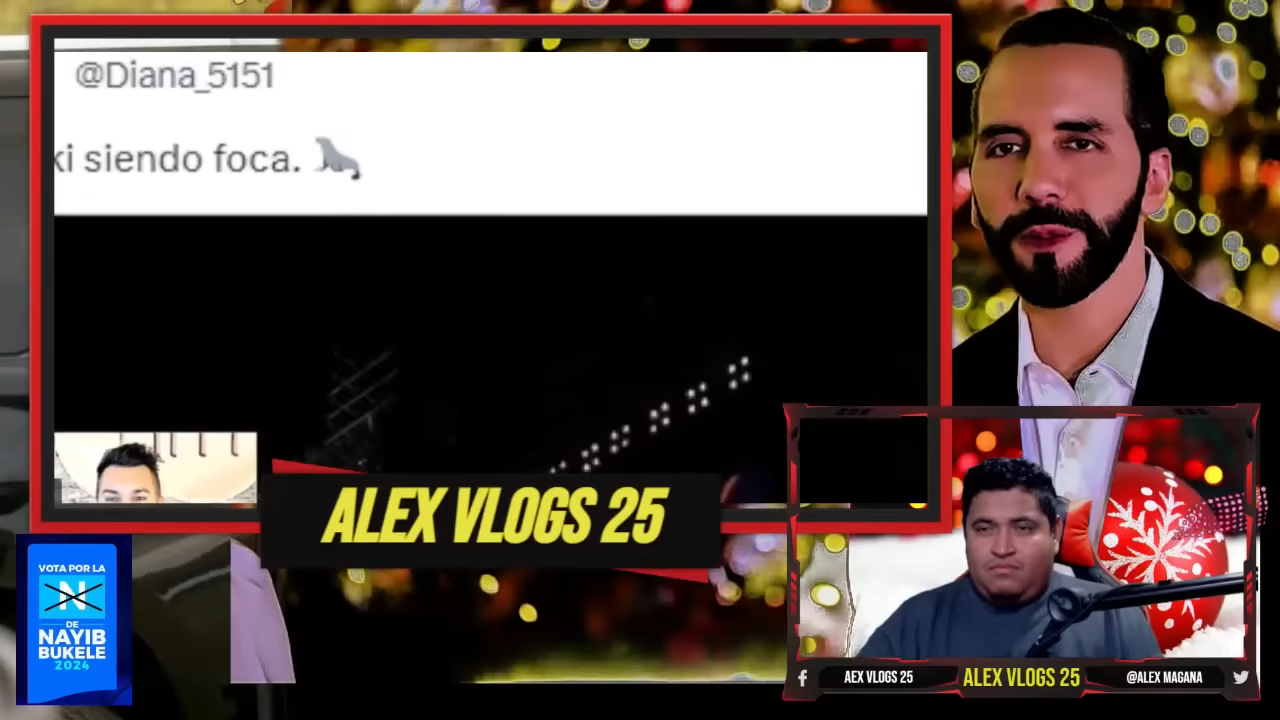 @Diana_5151
ki siendo foca.
ALEX VLOGS 25
VOTA POR LA
N
DE
NAYIB
BUKELE
2024
AEX VLOGS 25
ALEX VLOGS 25
@ALEX MAGANA